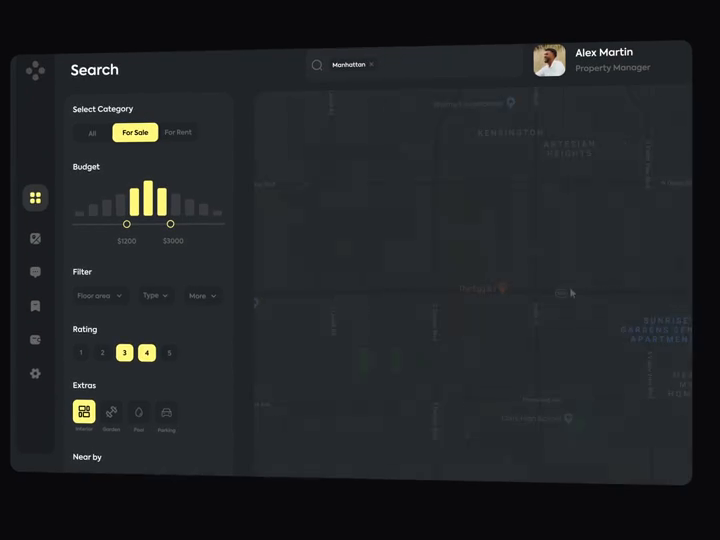 Search
Manhattan
Alex Martin
Property Manager
Select Category
All
For Sale
For Rent
Budget
$1200
$3000
Filter
Floor area
Type
More
Rating
1
2
3
4
5
Extras
Interior
Garden
Pool
Parking
Near by
KENSINGTON
ARTESIAN
HEIGHTS
SUNRISE
GARDENS
APARTMENT